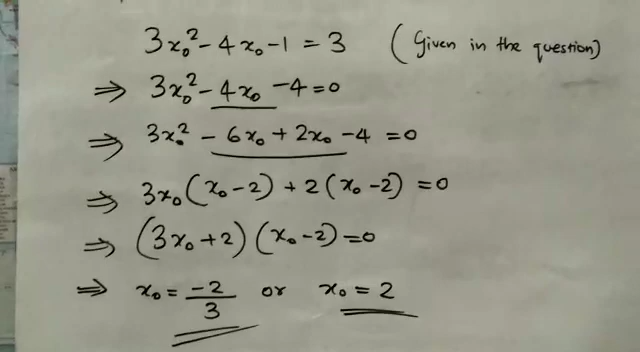 3x₀² - 4x₀ - 1 = 3 (Given in the question)
⇒ 3x₀² - 4x₀ - 4 = 0
⇒ 3x₀² - 6x₀ + 2x₀ - 4 = 0
⇒ 3x₀(x₀ - 2) + 2(x₀ - 2) = 0
⇒ (3x₀ + 2)(x₀ - 2) = 0
⇒ x₀ = -2/3 or x₀ = 2